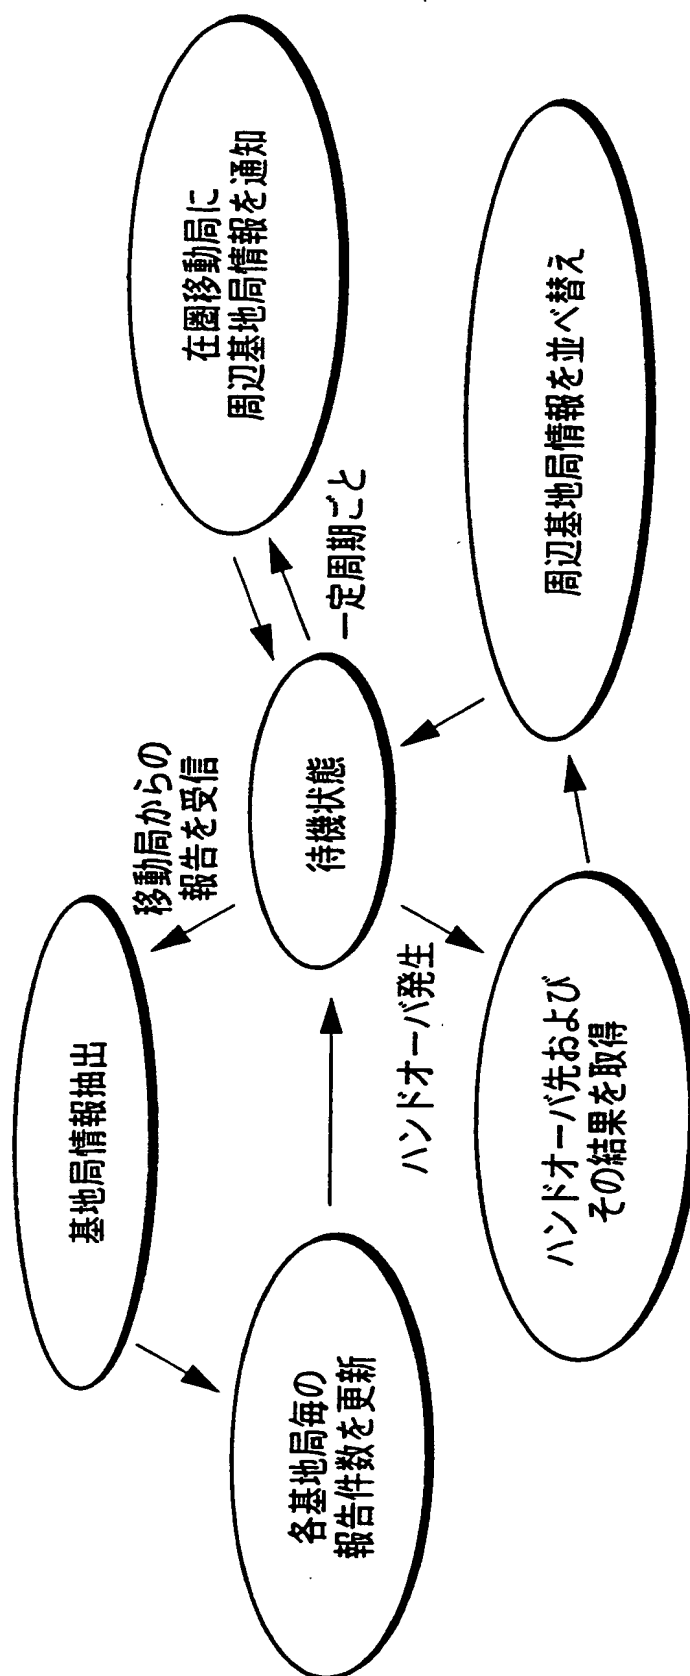 基地局情報抽出
移動局からの
報告を受信
在圏移動局に
周辺基地局情報を通知
各基地局毎の
報告件数を更新
待機状態
一定周期ごと
ハンドオーバ発生
ハンドオーバ先および
その結果を取得
周辺基地局情報を並べ替え